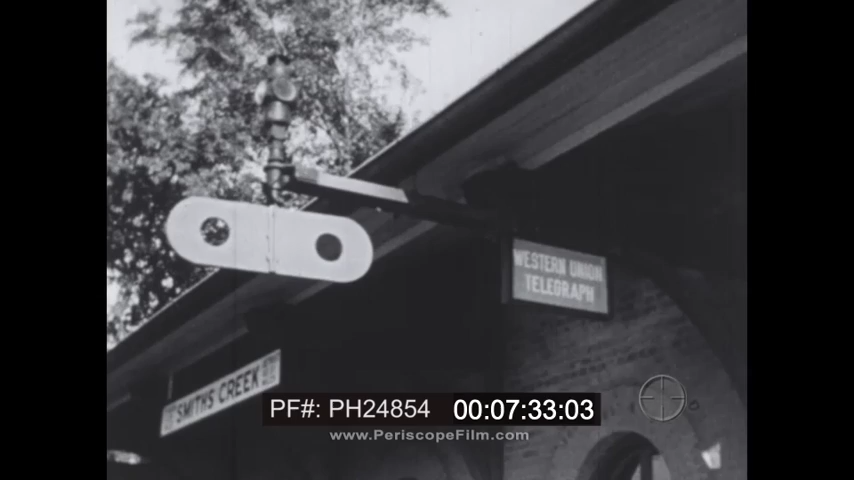 WESTERN UNION
TELEGRAPH
SMITHS CREEK
PF#: PH24854
00:07:33:03
www.PeriscopeFilm.com